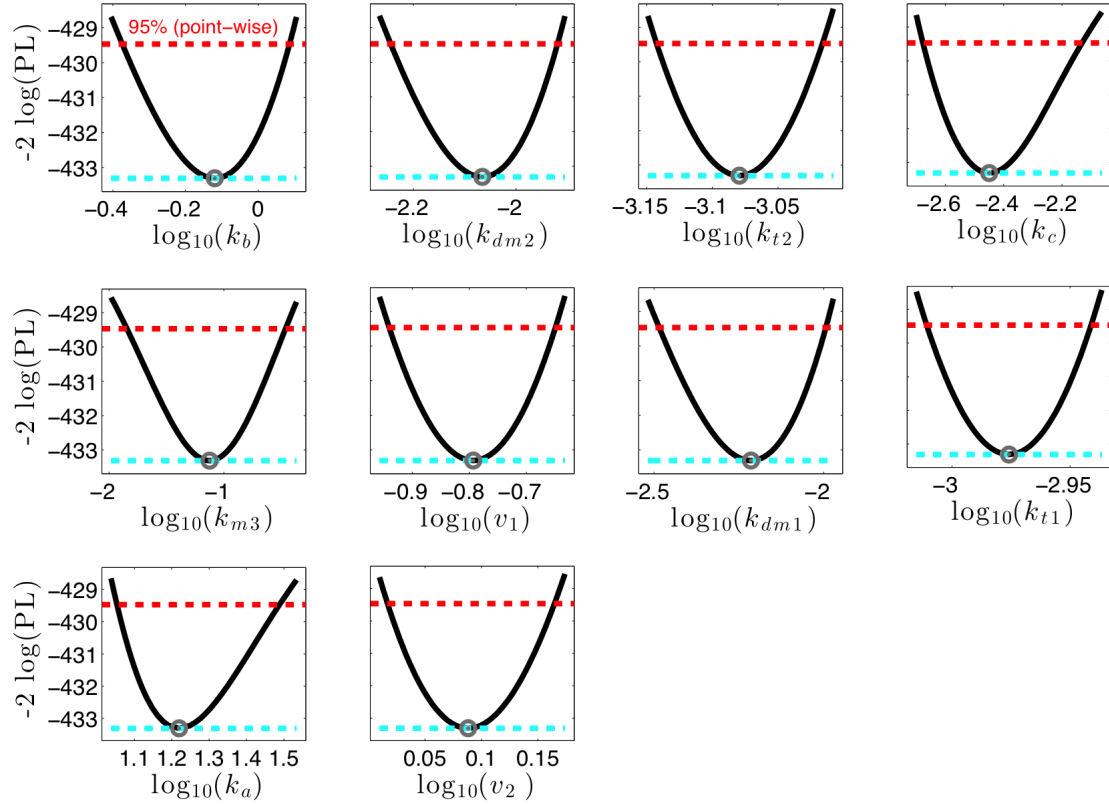 -2 log(PL)
−429
−430
−431
−432
−433
95% (point−wise)
−0.4 −0.2 0
log10(kb)
−2.2 −2
log10(kdm2)
−3.15 −3.1 −3.05
log10(kt2)
−2.6 −2.4 −2.2
log10(kc)
-2 log(PL)
−429
−430
−431
−432
−433
−2 −1
log10(km3)
−0.9 −0.8 −0.7
log10(v1)
−2.5 −2
log10(kdm1)
−3 −2.95
log10(kt1)
-2 log(PL)
−429
−430
−431
−432
−433
1.1 1.2 1.3 1.4 1.5
log10(ka)
0.05 0.1 0.15
log10(v2 )